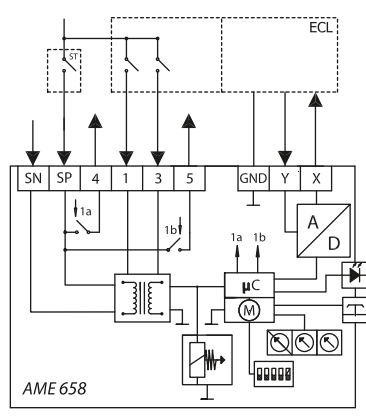 ECL
ST
SN SP 4 1 3 5 GND Y X
1a
1b
A
D
1a 1b
µC
M
AME 658